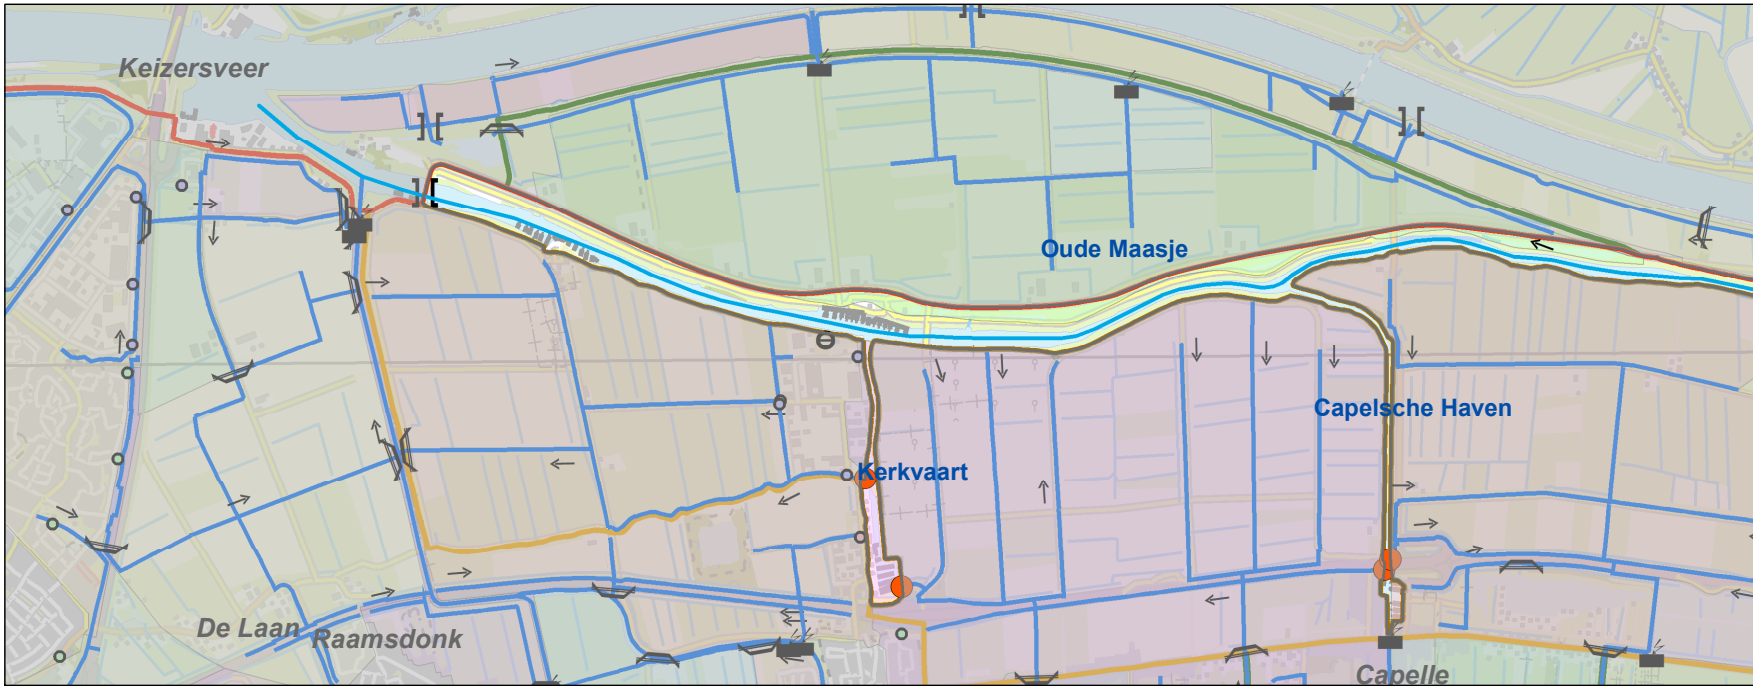 Keizersveer
Oude Maasje
Capelsche Haven
Kerkvaart
De Laan
Raamsdonk
Capelle